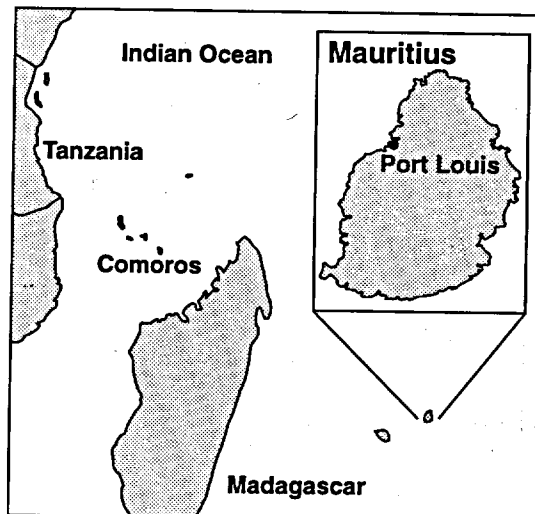 Indian Ocean
Mauritius
Tanzania
Port Louis
Comoros
Madagascar